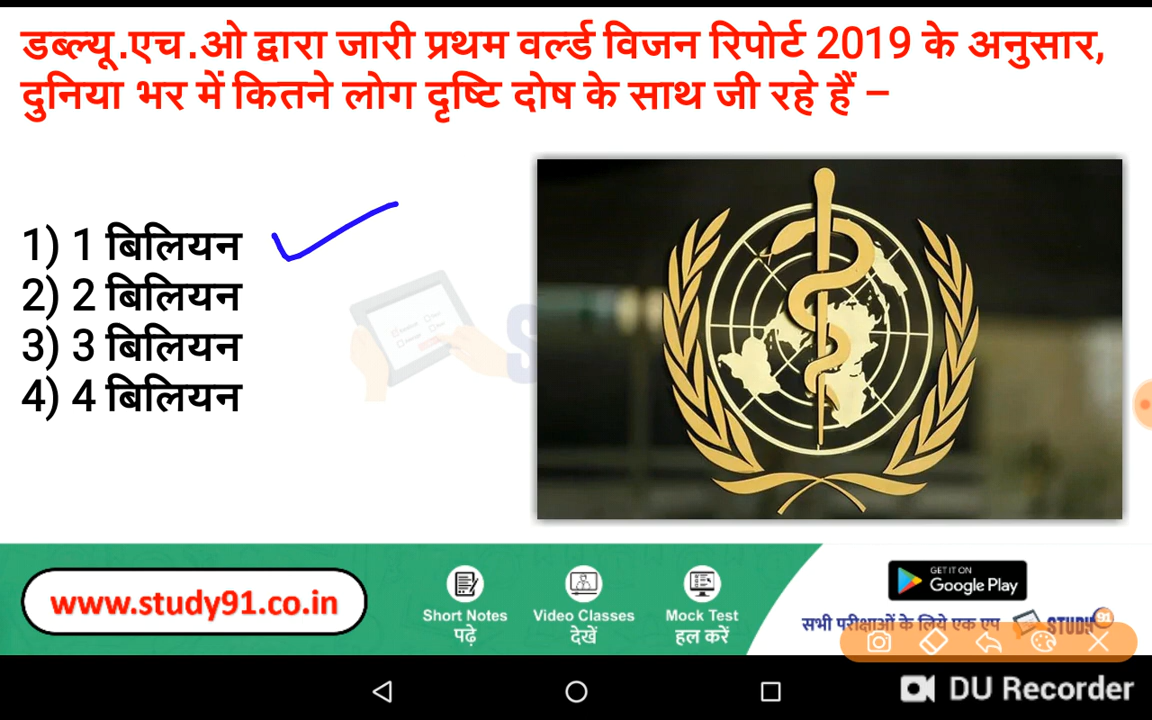 डब्ल्यू.एच.ओ द्वारा जारी प्रथम वर्ल्ड विजन रिपोर्ट 2019 के अनुसार,
दुनिया भर में कितने लोग दृष्टि दोष के साथ जी रहे हैं –
1) 1 बिलियन
2) 2 बिलियन
3) 3 बिलियन
4) 4 बिलियन
www.study91.co.in
Short Notes
पढ़े
Video Classes
देखें
Mock Test
हल करें
GET IT ON
Google Play
सभी परीक्षाओं के लिये एक एप
STUDY
91
DU Recorder